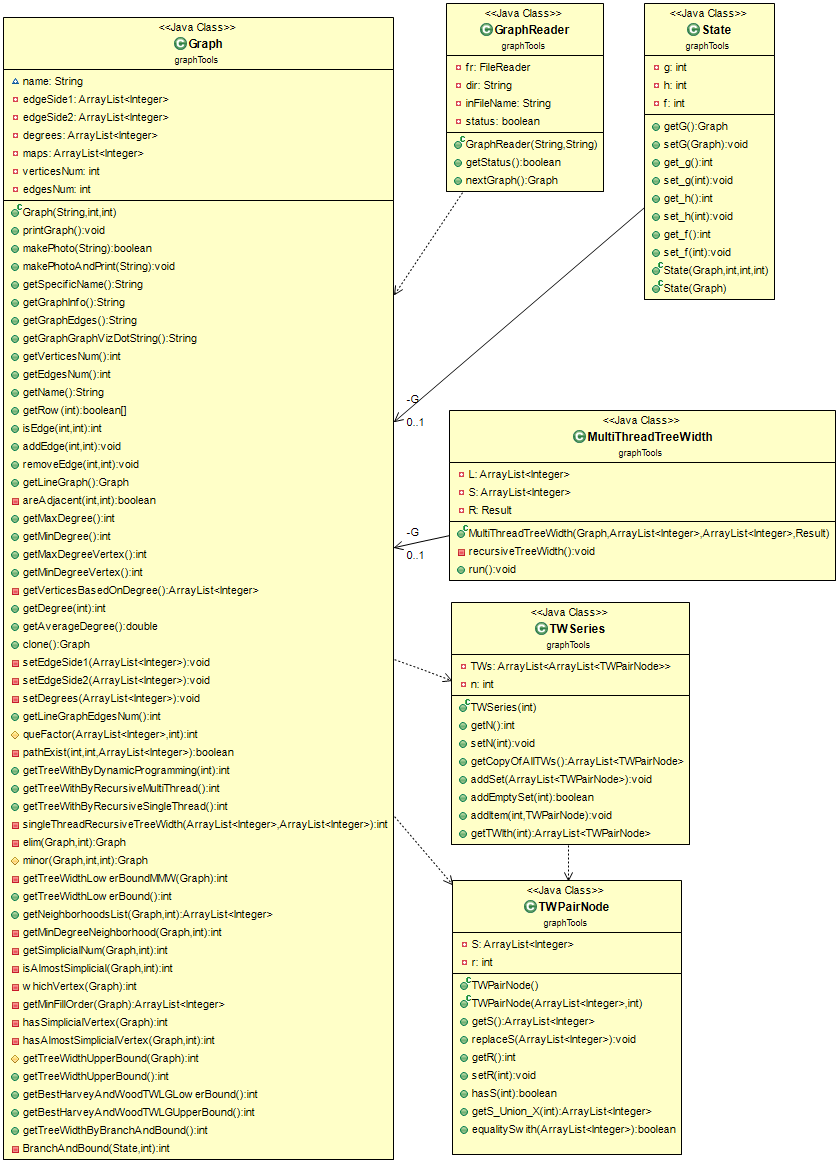 <<Java Class>>
Graph
graphTools
name: String
edgeSide1: ArrayList<Integer>
edgeSide2: ArrayList<Integer>
degrees: ArrayList<Integer>
maps: ArrayList<Integer>
verticesNum: int
edgesNum: int
Graph(String,int,int)
printGraph():void
makePhoto(String):boolean
makePhotoAndPrint(String):void
getSpecificName():String
getGraphInfo():String
getGraphEdges():String
getGraphGraphVizDotString():String
getVerticesNum():int
getEdgesNum():int
getName():String
getRow(int):boolean[]
isEdge(int,int):int
addEdge(int,int):void
removeEdge(int,int):void
getLineGraph():Graph
areAdjacent(int,int):boolean
getMaxDegree():int
getMinDegree():int
getMaxDegreeVertex():int
getMinDegreeVertex():int
getVerticesBasedOnDegree():ArrayList<Integer>
getDegree(int):int
getAverageDegree():double
clone():Graph
setEdgeSide1(ArrayList<Integer>):void
setEdgeSide2(ArrayList<Integer>):void
setDegrees(ArrayList<Integer>):void
getLineGraphEdgesNum():int
queFactor(ArrayList<Integer>,int):int
pathExist(int,int,ArrayList<Integer>):boolean
getTreeWithByDynamicProgramming(int):int
getTreeWithByRecursiveMultiThread():int
getTreeWithByRecursiveSingleThread():int
singleThreadRecursiveTreeWidth(ArrayList<Integer>,ArrayList<Integer>):int
elim(Graph,int):Graph
minor(Graph,int,int):Graph
getTreeWidthLowerBoundMMW(Graph):int
getTreeWidthLowerBound():int
getNeighborhoodsList(Graph,int):ArrayList<Integer>
getMinDegreeNeighborhood(Graph,int):int
getSimplicialNum(Graph,int):int
isAlmostSimplicial(Graph,int):int
whichVertex(Graph):int
getMinFillOrder(Graph):ArrayList<Integer>
hasSimplicialVertex(Graph):int
hasAlmostSimplicialVertex(Graph,int):int
getTreeWidthUpperBound(Graph):int
getTreeWidthUpperBound():int
getBestHarveyAndWoodTWLGLowerBound():int
getBestHarveyAndWoodTWLGUpperBound():int
getTreeWidthByBranchAndBound():int
BranchAndBound(State,int):int
<<Java Class>>
GraphReader
graphTools
fr: FileReader
dir: String
inFileName: String
status: boolean
GraphReader(String,String)
getStatus():boolean
nextGraph():Graph
<<Java Class>>
State
graphTools
g: int
h: int
f: int
getG():Graph
setG(Graph):void
get_g():int
set_g(int):void
get_h():int
set_h(int):void
get_f():int
set_f(int):void
State(Graph,int,int,int)
State(Graph)
-G
0..1
<<Java Class>>
MultiThreadTreeWidth
graphTools
L: ArrayList<Integer>
S: ArrayList<Integer>
R: Result
MultiThreadTreeWidth(Graph,ArrayList<Integer>,ArrayList<Integer>,Result)
recursiveTreeWidth():void
run():void
-G
0..1
<<Java Class>>
TWSeries
graphTools
TWs: ArrayList<ArrayList<TWPairNode>>
n: int
TWSeries(int)
getN():int
setN(int):void
getCopyOfAllTWs():ArrayList<TWPairNode>
addSet(ArrayList<TWPairNode>):void
addEmptySet(int):boolean
addItem(int,TWPairNode):void
getTWIth(int):ArrayList<TWPairNode>
<<Java Class>>
TWPairNode
graphTools
S: ArrayList<Integer>
r: int
TWPairNode()
TWPairNode(ArrayList<Integer>,int)
getS():ArrayList<Integer>
replaceS(ArrayList<Integer>):void
getR():int
setR(int):void
hasS(int):boolean
getS_Union_X(int):ArrayList<Integer>
equalitySwith(ArrayList<Integer>):boolean